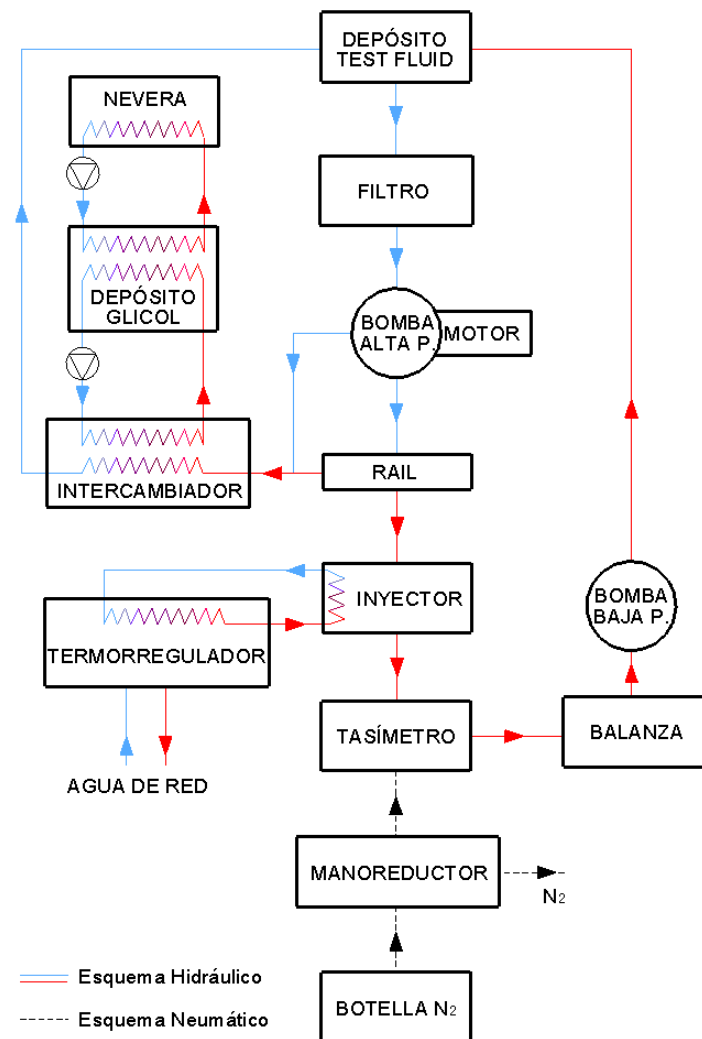 DEPÓSITO
TEST FLUID
NEVERA
FILTRO
DEPÓSITO
GLICOL
BOMBA
ALTA P.
MOTOR
RAIL
INTERCAMBIADOR
INYECTOR
BOMBA
BAJA P.
TERMORREGULADOR
TASÍMETRO
BALANZA
AGUA DE RED
MANOREDUCTOR
N2
Esquema Hidráulico
BOTELLA N2
Esquema Neumático